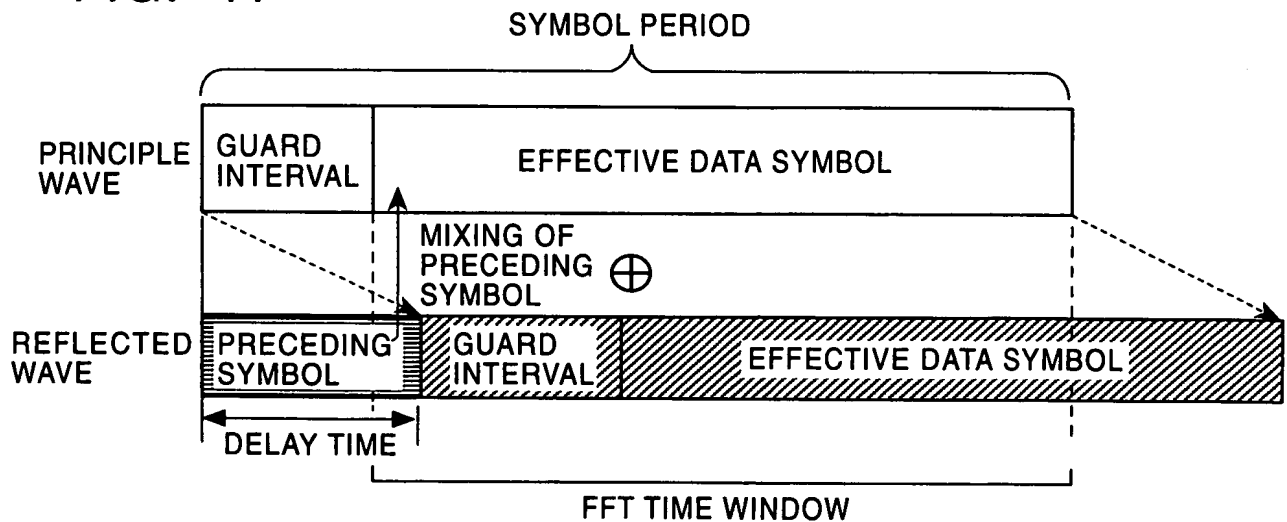 SYMBOL PERIOD
PRINCIPLE
WAVE
GUARD
INTERVAL
EFFECTIVE DATA SYMBOL
MIXING OF
PRECEDING
SYMBOL
REFLECTED
WAVE
PRECEDING
SYMBOL
GUARD
INTERVAL
EFFECTIVE DATA SYMBOL
DELAY TIME
FFT TIME WINDOW